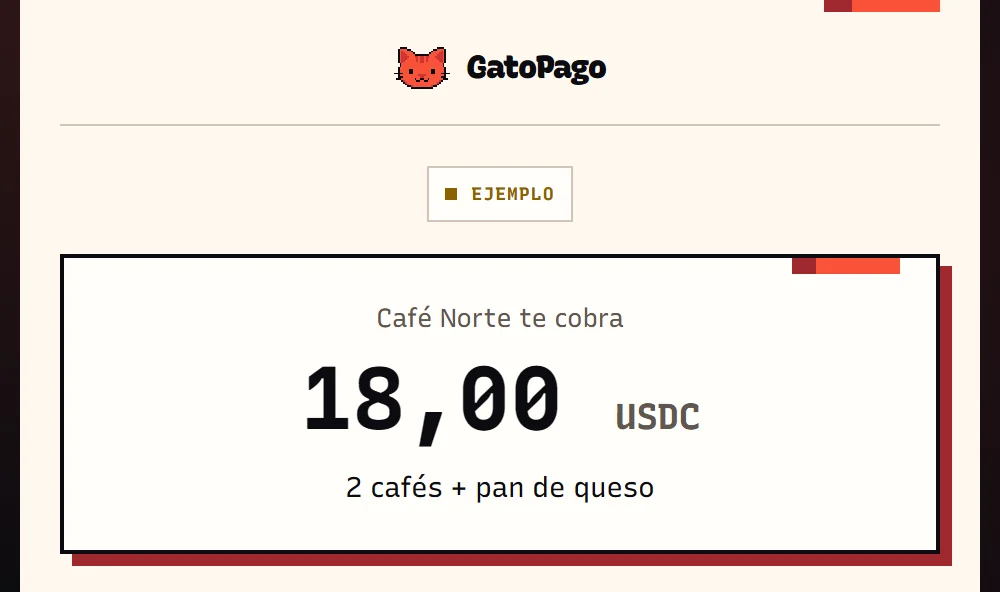 GatoPago
EJEMPLO
Café Norte te cobra
18,00 USDC
2 cafés + pan de queso